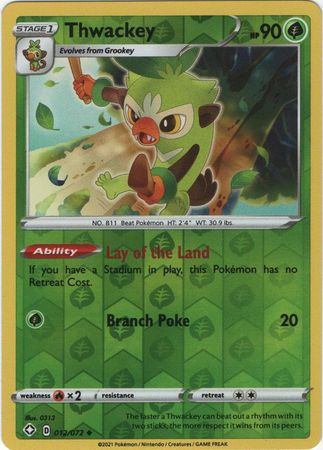 STAGE 1
Thwackey
HP 90
Evolves from Grookey
NO. 811 Beat Pokémon HT: 2'4" WT: 30.9 lbs.
Ability Lay of the Land
If you have a Stadium in play, this Pokémon has no
Retreat Cost.
Branch Poke 20
weakness ×2 resistance retreat
Illus. 0313
D 012/072
The faster a Thwackey can beat out a rhythm with its
two sticks, the more respect it wins from its peers.
©2021 Pokémon / Nintendo / Creatures / GAME FREAK